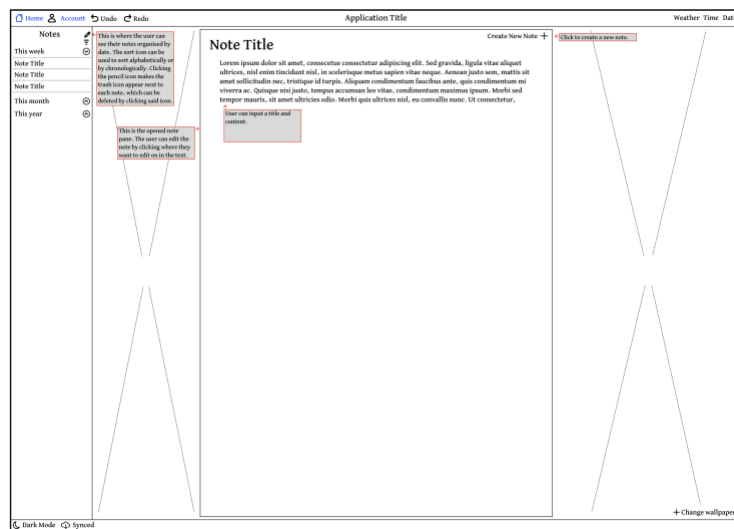 Home Account Undo Redo Application Title Weather Time Date
Notes
This week
Note Title
Note Title
Note Title
This month
This year
This is where the user can
see their notes organised by
date. The sort icon can be
used to sort alphabetically or
by chronologically. Clicking
the pencil icon makes the
trash icon appear next to
each note, which can be
deleted by clicking said icon.
This is the opened note
pane. The user can edit the
note by clicking where they
want to edit on in the text.
Create New Note
Click to create a new note.
Note Title
Lorem ipsum dolor sit amet, consecutue consectetur adipiscing elit. Sed gravida, ligula vitae aliquet
ultrices, nisl enim tincidunt nisl, in scelerisque metus sapien vitae neque. Aenean justo sem, mattis sit
amet sollicitudin nec, tristique id turpis. Aliquam condimentum faucibus ante, quis condimentum mi
viverra ac. Quisque nisi justo, tempus accumsan leo vitae, condimentum maximus ipsum. Morbi sed
tempor mauris, sit amet ultricies odio. Morbi quis ultrices nisl, eu convallis nunc. Ut consectetur,
User can input a title and
content.
Change wallpaper
Dark Mode Synced